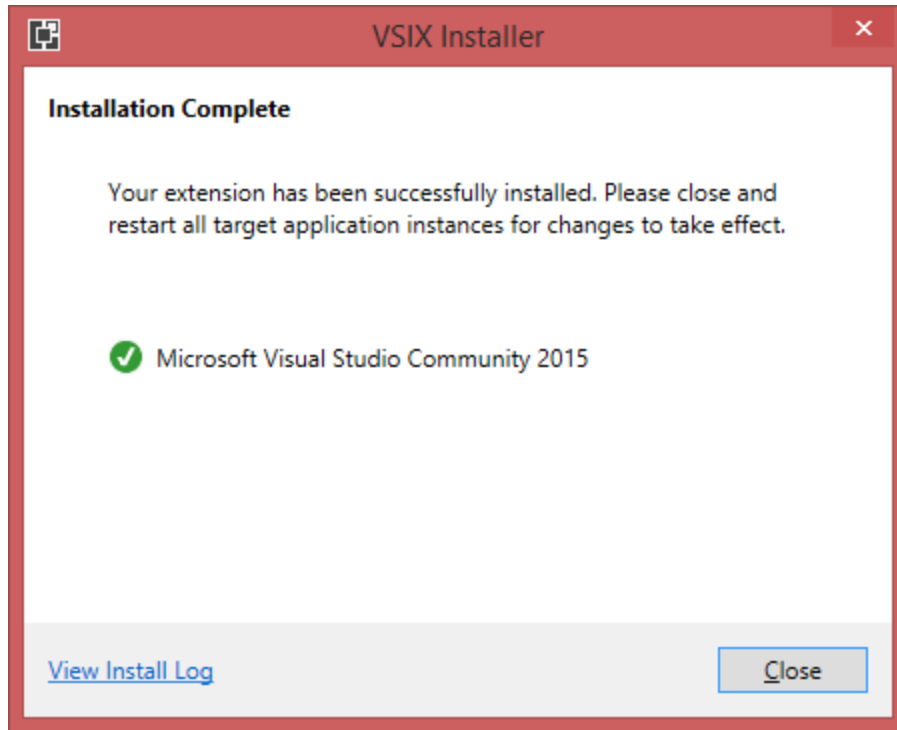 VSIX Installer
Installation Complete
Your extension has been successfully installed. Please close and
restart all target application instances for changes to take effect.
Microsoft Visual Studio Community 2015
View Install Log
Close